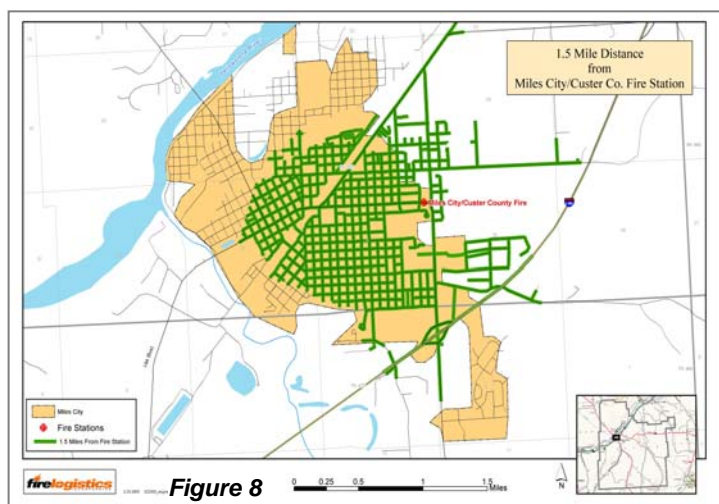 1.5 Mile Distance
from
Miles City/Custer Co. Fire Station
Miles City/Custer County Fire
Miles City
Fire Stations
1.5 Miles From Fire Station
firelogistics
Figure 8
0 0.25 0.5 1 1.5
Miles
N